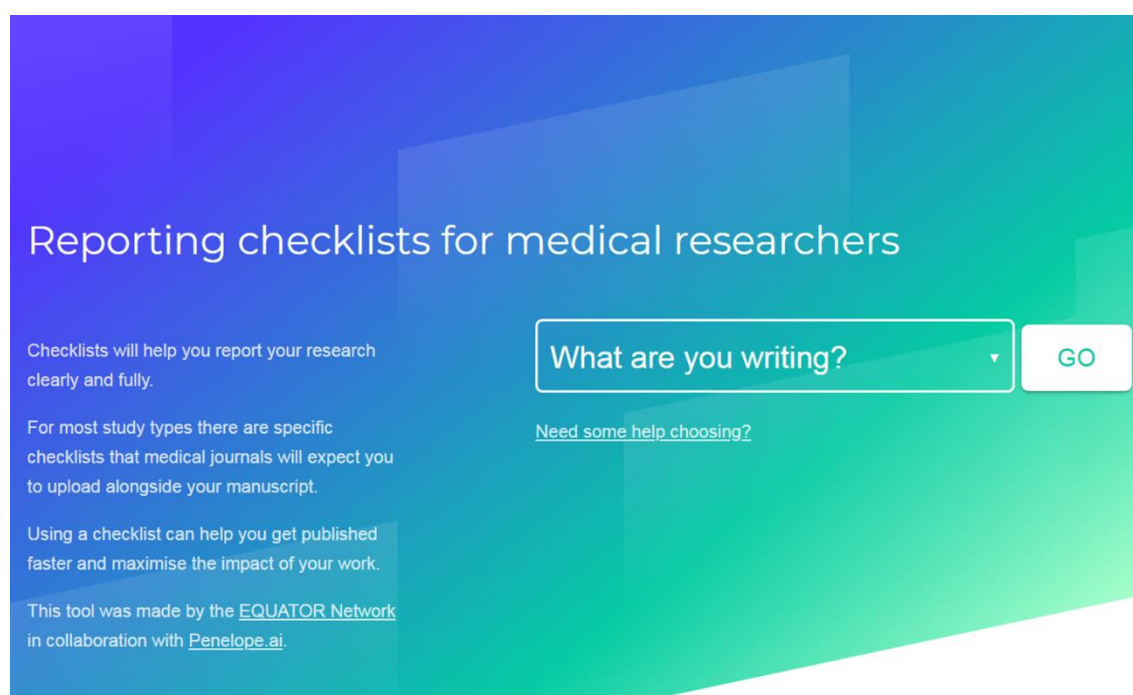 Reporting checklists for medical researchers
Checklists will help you report your research
clearly and fully.
For most study types there are specific
checklists that medical journals will expect you
to upload alongside your manuscript.
Using a checklist can help you get published
faster and maximise the impact of your work.
This tool was made by the EQUATOR Network
in collaboration with Penelope.ai.
What are you writing?
GO
Need some help choosing?